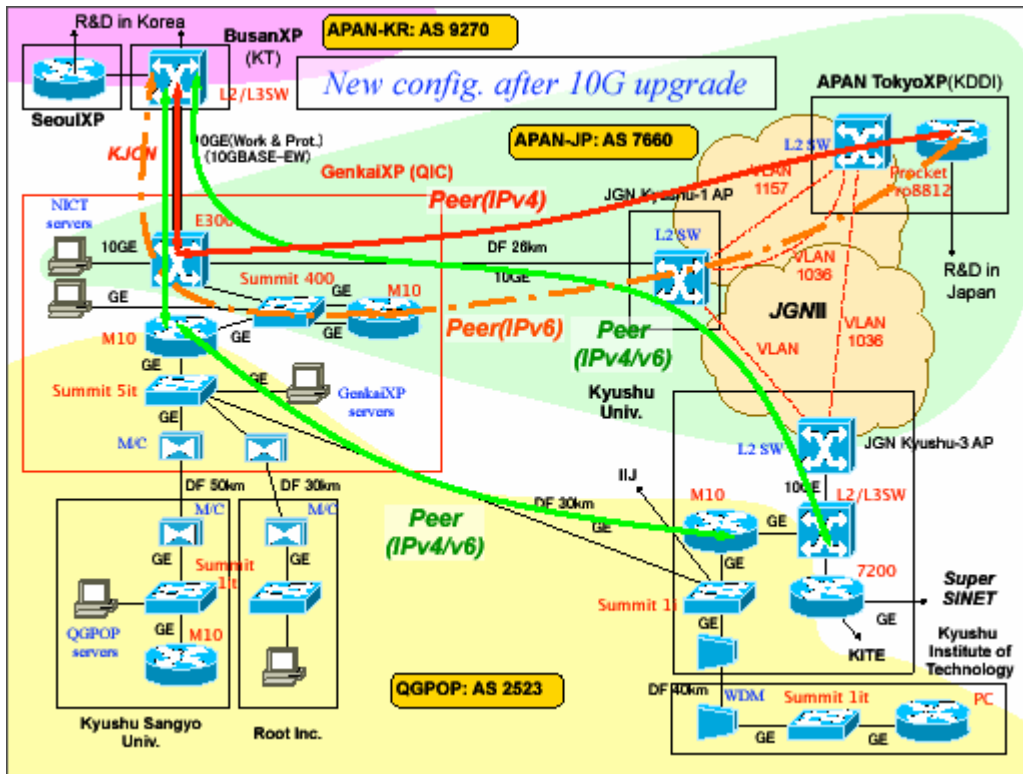 R&D in Korea
BusanXP
(KT)
APAN-KR: AS 9270
New config. after 10G upgrade
L2/L3SW
SeoulXP
APAN TokyoXP(KDDI)
L2 SW
Procket
Pro8812
R&D in
Japan
KJCN
10GE(Work & Prot.)
(10GBASE-EW)
APAN-JP: AS 7660
GenkaiXP (QIC)
VLAN
1157
Peer(IPv4)
JGN Kyushu-1 AP
NICT
servers
E300
10GE
DF 26km
10GE
L2 SW
VLAN
1036
GE
Summit 400
GE
M10
GE
GE
Peer(IPv6)
JGNII
VLAN
1036
VLAN
M10
GE
Peer
(IPv4/v6)
Summit 5it
GE
GenkaiXP
servers
Kyushu
Univ.
GE
M/C
L2 SW
JGN Kyushu-3 AP
DF 50km
DF 30km
IIJ
10GE
L2/L3SW
M/C
M/C
Peer
(IPv4/v6)
DF 30km
GE
M10
GE
GE
GE
Summit
1it
GE
7200
Super
SINET
QGPOP
servers
GE
M10
Summit 1i
GE
GE
KITE
Kyushu
Institute of
Technology
QGPOP: AS 2523
DF 40km
WDM
Summit 1it
PC
GE
GE
Kyushu Sangyo
Univ.
Root Inc.